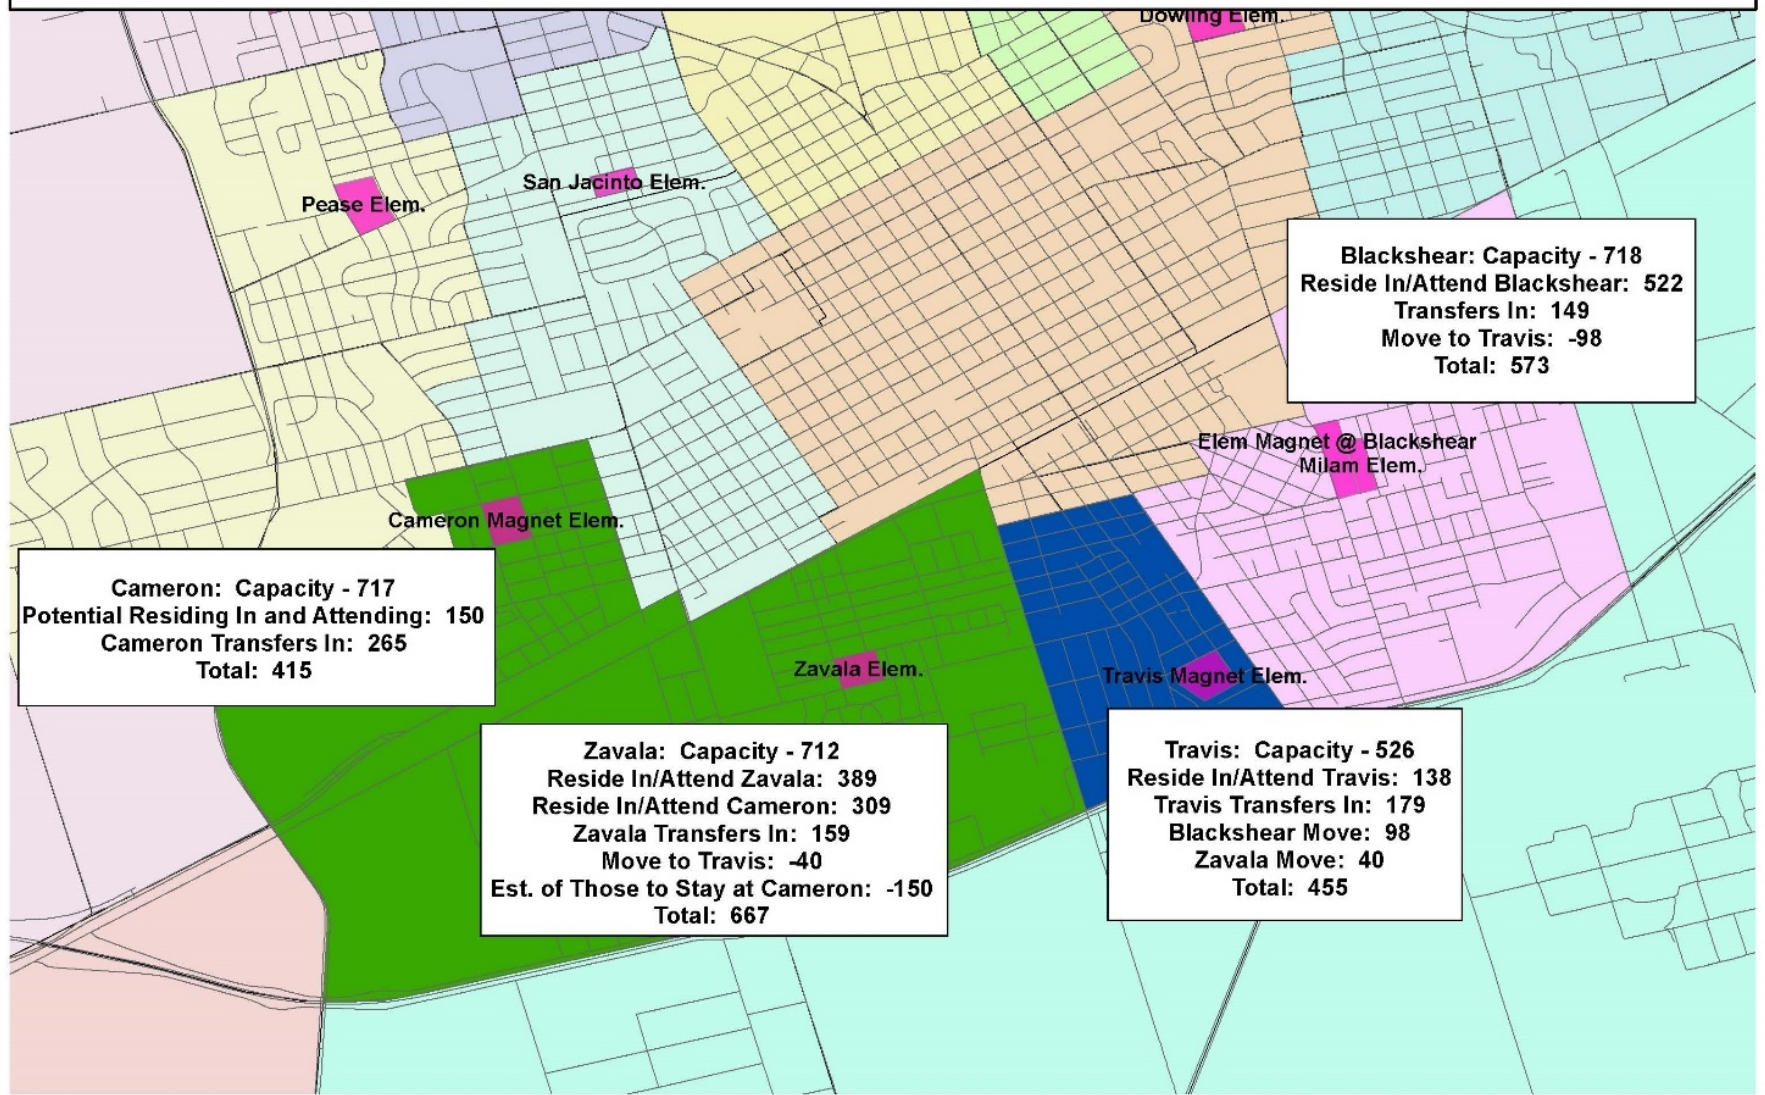 Dowling Elem.
San Jacinto Elem.
Pease Elem.
Blackshear: Capacity - 718
Reside In/Attend Blackshear: 522
Transfers In: 149
Move to Travis: -98
Total: 573
Elem Magnet @ Blackshear
Milam Elem.
Cameron Magnet Elem.
Cameron: Capacity - 717
Potential Residing In and Attending: 150
Cameron Transfers In: 265
Total: 415
Zavala Elem.
Travis Magnet Elem.
Zavala: Capacity - 712
Reside In/Attend Zavala: 389
Reside In/Attend Cameron: 309
Zavala Transfers In: 159
Move to Travis: -40
Est. of Those to Stay at Cameron: -150
Total: 667
Travis: Capacity - 526
Reside In/Attend Travis: 138
Travis Transfers In: 179
Blackshear Move: 98
Zavala Move: 40
Total: 455